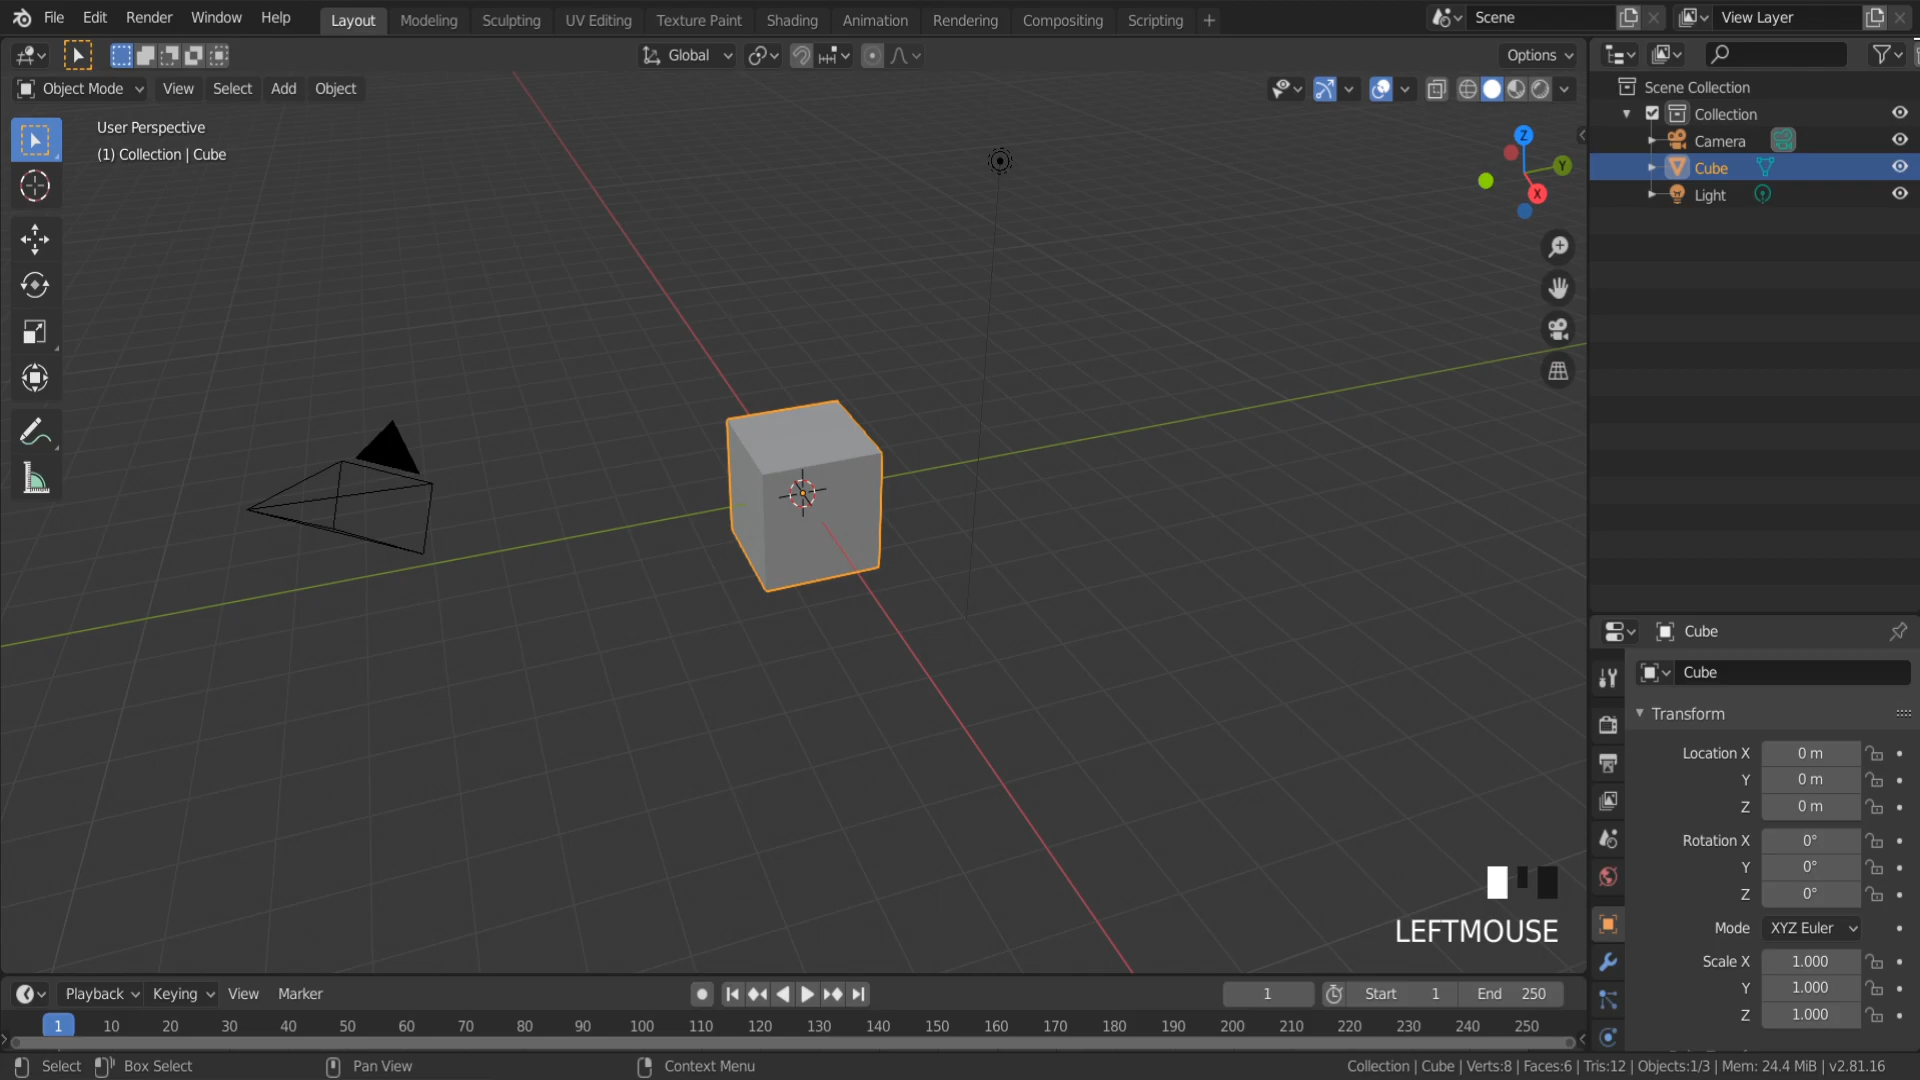 File Edit Render Window Help Layout Modeling Sculpting UV Editing Texture Paint Shading Animation Rendering Compositing Scripting + Scene View Layer
Global Options
Object Mode View Select Add Object
User Perspective
(1) Collection | Cube
Z
Y
X
Scene Collection
Collection
Camera
Cube
Light
Cube
Cube
Transform
Location X 0 m
Y 0 m
Z 0 m
Rotation X 0°
Y 0°
Z 0°
Mode XYZ Euler
Scale X 1.000
Y 1.000
Z 1.000
LEFTMOUSE
Playback Keying View Marker 1 Start 1 End 250
1 10 20 30 40 50 60 70 80 90 100 110 120 130 140 150 160 170 180 190 200 210 220 230 240 250
Select Box Select Pan View Context Menu Collection | Cube | Verts:8 | Faces:6 | Tris:12 | Objects:1/3 | Mem: 24.4 MiB | v2.81.16